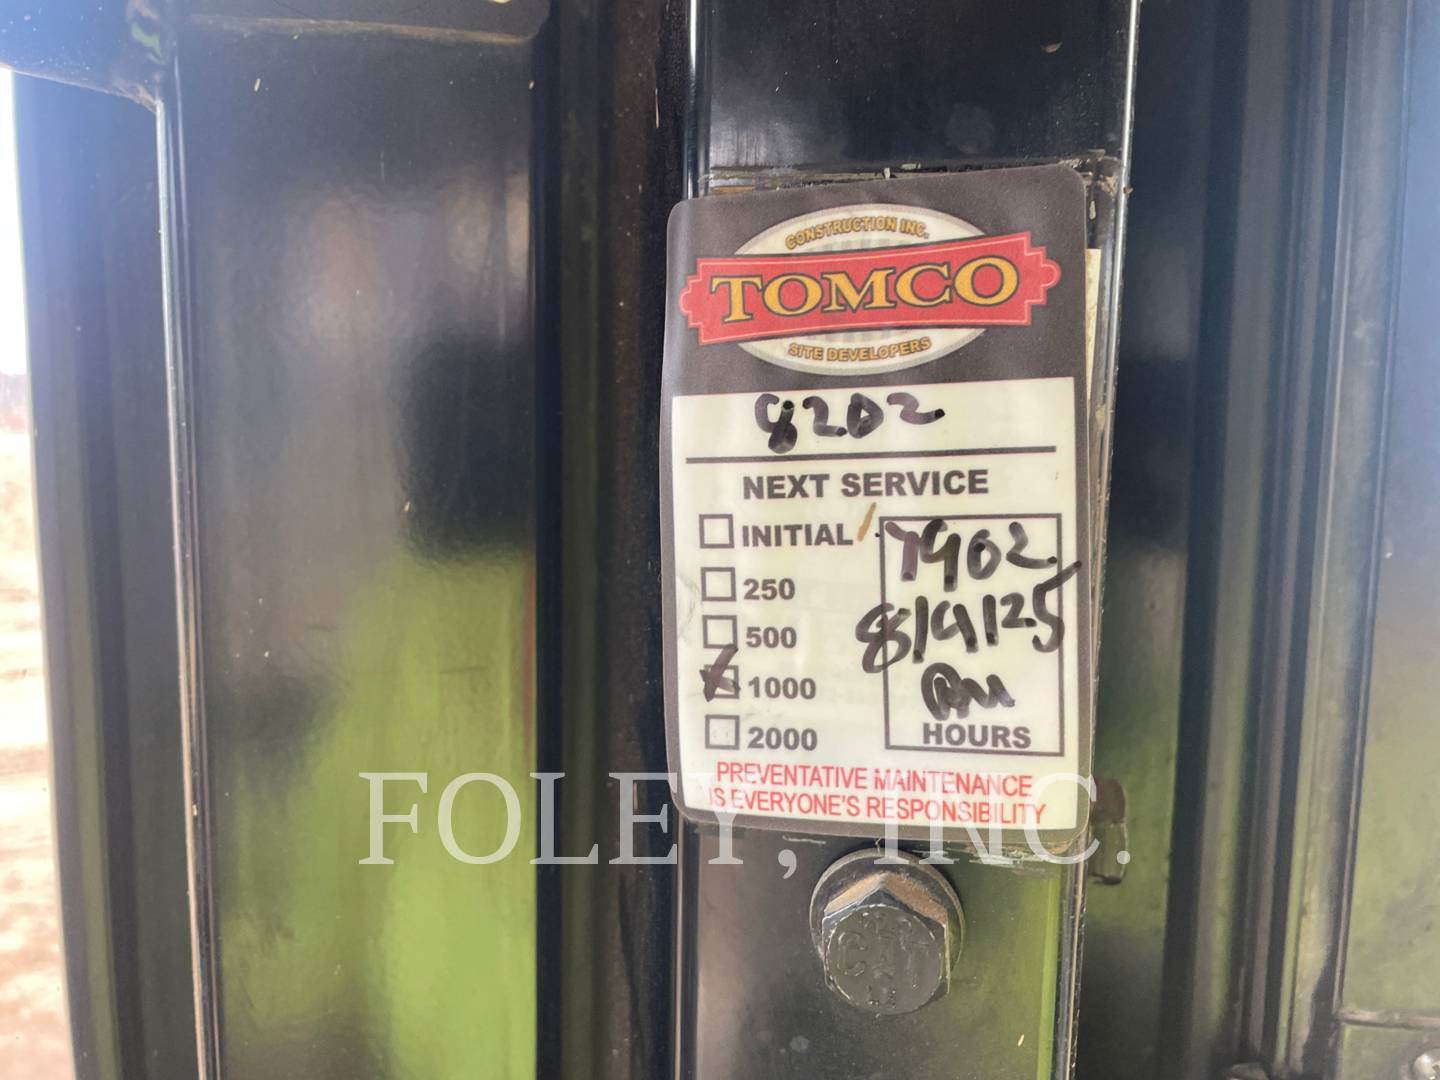 CONSTRUCTION INC.
TOMCO
SITE DEVELOPERS
8202
NEXT SERVICE
INITIAL
250
500
1000
2000
7902
8/9/25
HOURS
PREVENTATIVE MAINTENANCE
IS EVERYONE'S RESPONSIBILITY
FOLEY, INC.